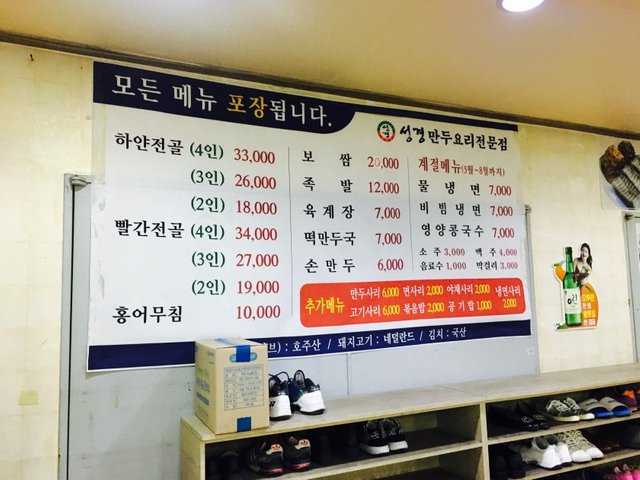 모든 메뉴 포장됩니다.
성경만두요리전문점
하얀전골 (4인) 33,000
(3인) 26,000
(2인) 18,000
빨간전골 (4인) 34,000
(3인) 27,000
(2인) 19,000
홍어무침 10,000
보 쌈 20,000
족 발 12,000
육 계 장 7,000
떡만두국 7,000
손 만 두 6,000
계절메뉴(5월~8월까지)
물 냉 면 7,000
비 빔 냉 면 7,000
영양콩국수 7,000
소 주 3,000 맥 주 4,000
음료수 1,000 막걸리 3,000
추가메뉴
만두사리 6,000 면사리 2,000 야채사리 2,000 냉면사리 2,000
고기사리 6,000 볶음밥 2,000 공기밥 1,000
브) : 호주산 / 돼지고기 : 네덜란드 / 김치 : 국산